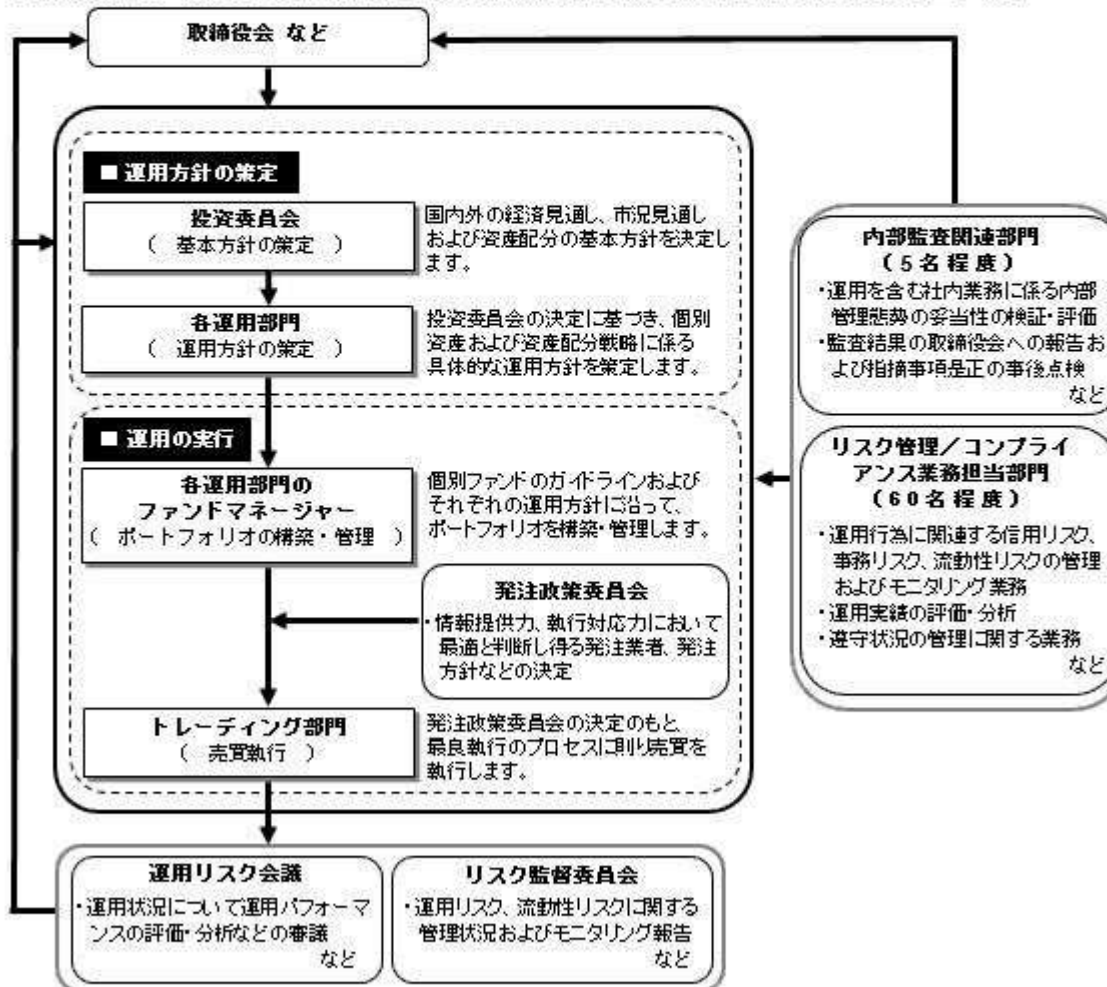 取締役会 など
■ 運用方針の策定
投資委員会
( 基本方針の策定 )
国内外の経済見通し、市況見通し
および資産配分の基本方針を決定し
ます。
各運用部門
( 運用方針の策定 )
投資委員会の決定に基づき、個別
資産および資産配分戦略に係る
具体的な運用方針を策定します。
■ 運用の実行
各運用部門の
ファンドマネージャー
( ポートフォリオの構築・管理 )
個別ファンドのガイドラインおよび
それぞれの運用方針に沿って、
ポートフォリオを構築・管理します。
発注政策委員会
・情報提供力、執行対応力において
最適と判断し得る発注業者、発注
方針などの決定
トレーディング部門
( 売買執行 )
発注政策委員会の決定のもと、
最良執行のプロセスに則り売買を
執行します。
内部監査関連部門
(5名程度)
・運用を含む社内業務に係る内部
管理態勢の妥当性の検証・評価
・監査結果の取締役会への報告お
よび指摘事項是正の事後点検
など
リスク管理/コンプライ
アンス業務担当部門
(60名程度)
・運用行為に関連する信用リスク、
事務リスク、流動性リスクの管理
およびモニタリング業務
・運用実績の評価・分析
・遵守状況の管理に関する業務
など
運用リスク会議
・運用状況について運用パフォーマ
ンスの評価・分析などの審議
など
リスク監督委員会
・運用リスク、流動性リスクに関する
管理状況およびモニタリング報告
など